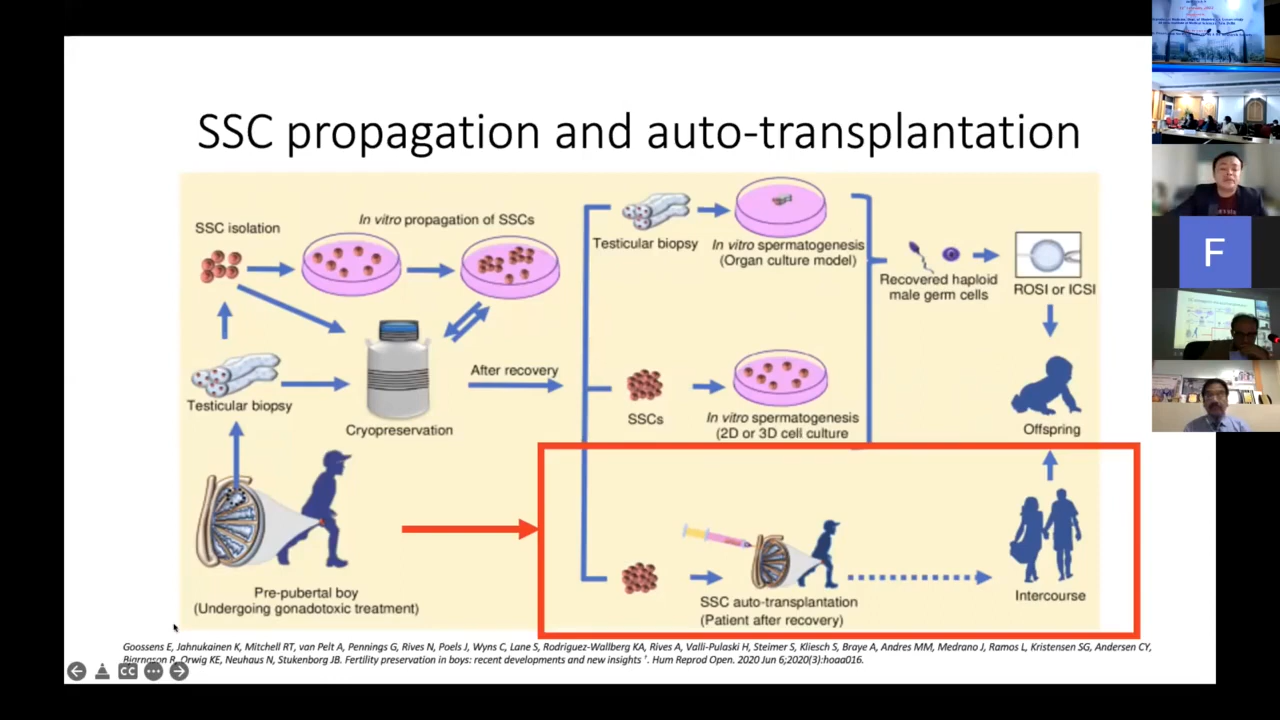 SSC propagation and auto-transplantation
SSC isolation
In vitro propagation of SSCs
Testicular biopsy
Cryopreservation
After recovery
Pre-pubertal boy
(Undergoing gonadotoxic treatment)
Testicular biopsy
In vitro spermatogenesis
(Organ culture model)
Recovered haploid
male germ cells
ROSI or ICSI
SSCs
In vitro spermatogenesis
(2D or 3D cell culture
Offspring
SSC auto-transplantation
(Patient after recovery)
Intercourse
Goossens E, Jahnukainen K, Mitchell RT, van Pelt A, Pennings G, Rives N, Poels J, Wyns C, Lane S, Rodriguez-Wallberg KA, Rives A, Valli-Pulaski H, Steimer S, Kliesch S, Braye A, Andres MM, Medrano J, Ramos L, Kristensen SG, Andersen CY,
Bjarnason R, Orwig KE, Neuhaus N, Stukenborg JB. Fertility preservation in boys: recent developments and new insights †. Hum Reprod Open. 2020 Jun 6;2020(3):hoaa016.
CC
F